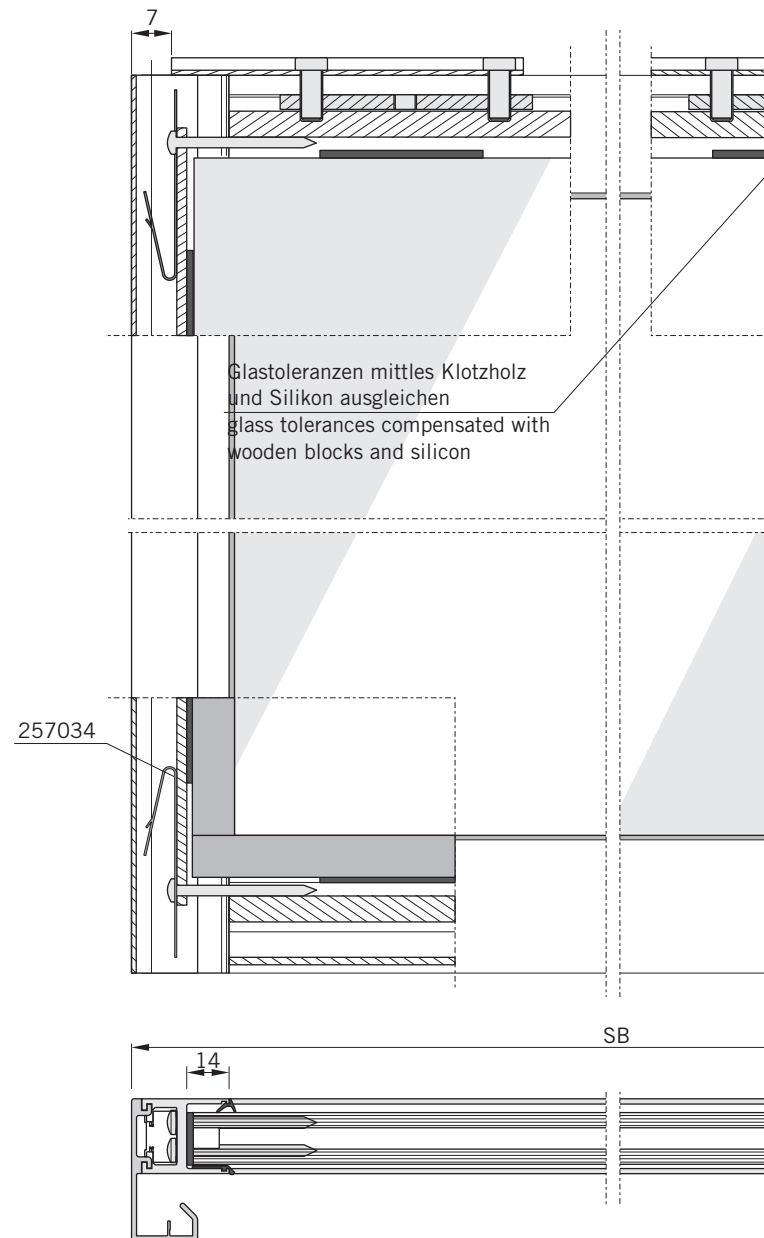 7
Glastoleranzen mittles Klotzholz
und Silikon ausgleichen
glass tolerances compensated with
wooden blocks and silicon
257034
SB
14